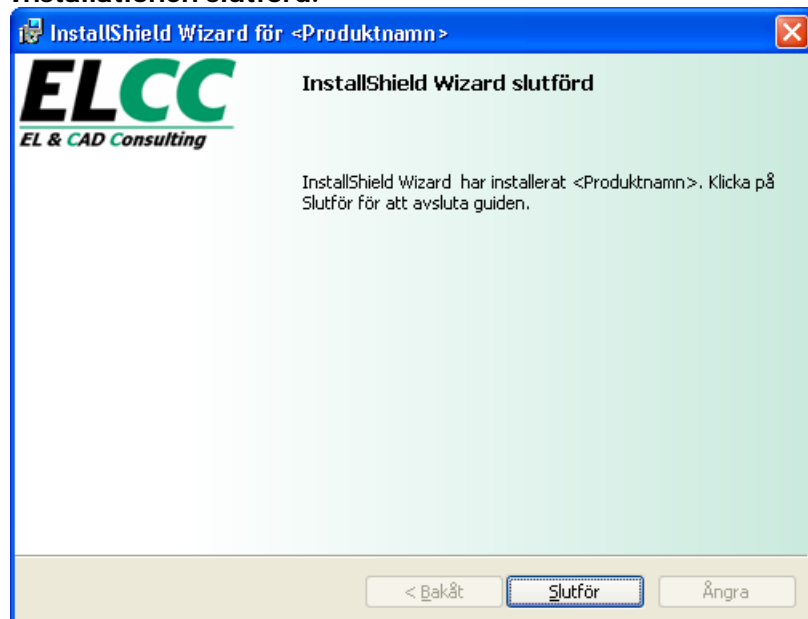 Installationen slutförd.
InstallShield Wizard för <Produktnamn>
ELCC
EL & CAD Consulting
InstallShield Wizard slutförd
InstallShield Wizard har installerat <Produktnamn>. Klicka på
Slutför för att avsluta guiden.
< Bakåt
Slutför
Ångra